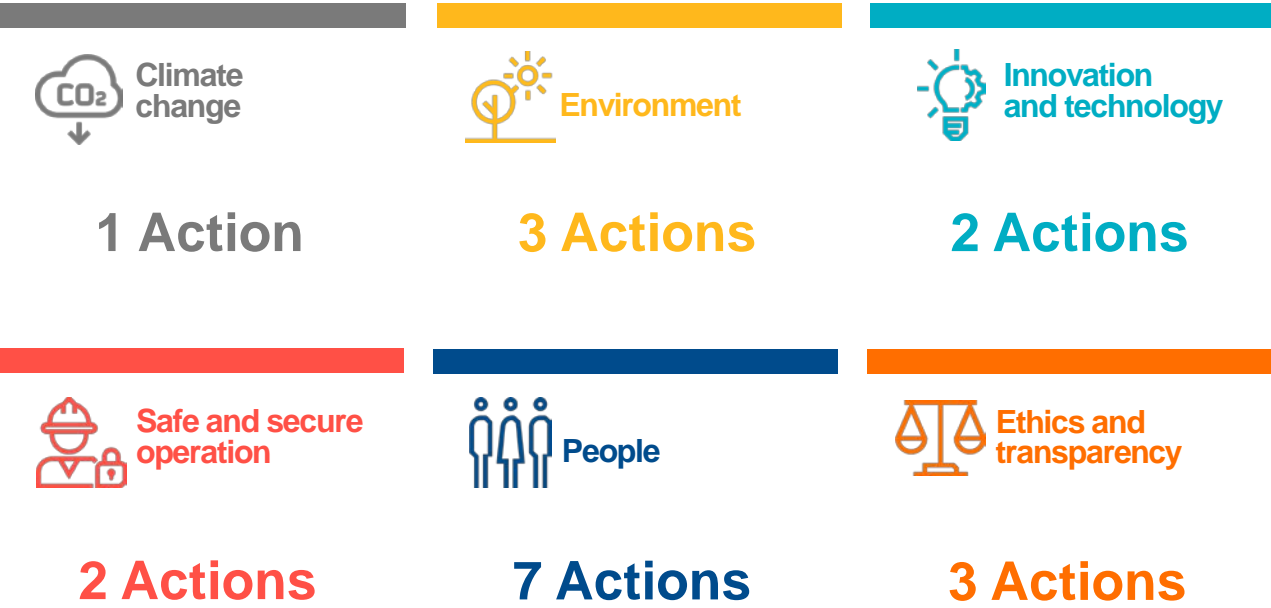 CO2
Climate
change
Environment
Innovation
and technology
1 Action
3 Actions
2 Actions
Safe and secure
operation
People
Ethics and
transparency
2 Actions
7 Actions
3 Actions